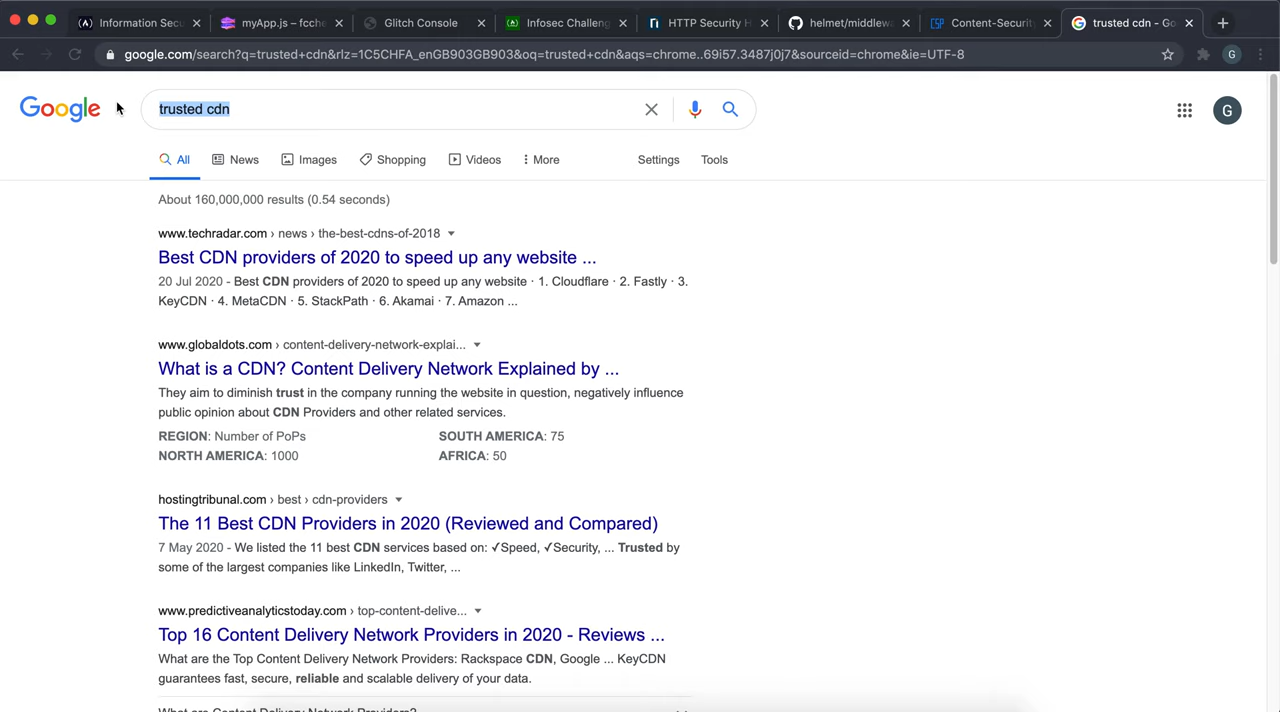 Information Secu
myApp.js – fcche
Glitch Console
Infosec Challeng
HTTP Security H
helmet/middlewa
Content-Securit
trusted cdn - Go
google.com/search?q=trusted+cdn&rlz=1C5CHFA_enGB903GB903&oq=trusted+cdn&aqs=chrome..69i57.3487j0j7&sourceid=chrome&ie=UTF-8
G
Google
trusted cdn
G
All
News
Images
Shopping
Videos
More
Settings
Tools
About 160,000,000 results (0.54 seconds)
www.techradar.com › news › the-best-cdns-of-2018
Best CDN providers of 2020 to speed up any website ...
20 Jul 2020 - Best CDN providers of 2020 to speed up any website · 1. Cloudflare · 2. Fastly · 3.
KeyCDN · 4. MetaCDN · 5. StackPath · 6. Akamai · 7. Amazon ...
www.globaldots.com › content-delivery-network-explai...
What is a CDN? Content Delivery Network Explained by ...
They aim to diminish trust in the company running the website in question, negatively influence
public opinion about CDN Providers and other related services.
REGION: Number of PoPs
SOUTH AMERICA: 75
NORTH AMERICA: 1000
AFRICA: 50
hostingtribunal.com › best › cdn-providers
The 11 Best CDN Providers in 2020 (Reviewed and Compared)
7 May 2020 - We listed the 11 best CDN services based on: ✓Speed, ✓Security, ... Trusted by
some of the largest companies like LinkedIn, Twitter, ...
www.predictiveanalyticstoday.com › top-content-delive...
Top 16 Content Delivery Network Providers in 2020 - Reviews ...
What are the Top Content Delivery Network Providers: Rackspace CDN, Google ... KeyCDN
guarantees fast, secure, reliable and scalable delivery of your data.
What are Content Delivery Network Providers?